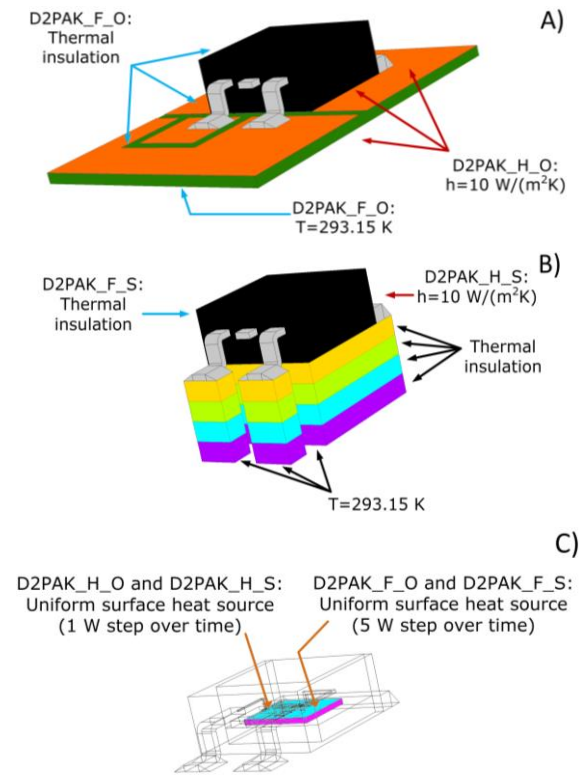 D2PAK_F_O:
Thermal
insulation
A)
D2PAK_H_O:
h=10 W/(m²K)
D2PAK_F_O:
T=293.15 K
B)
D2PAK_F_S:
Thermal
insulation
D2PAK_H_S:
h=10 W/(m²K)
Thermal
insulation
T=293.15 K
C)
D2PAK_H_O and D2PAK_H_S:
Uniform surface heat source
(1 W step over time)
D2PAK_F_O and D2PAK_F_S:
Uniform surface heat source
(5 W step over time)